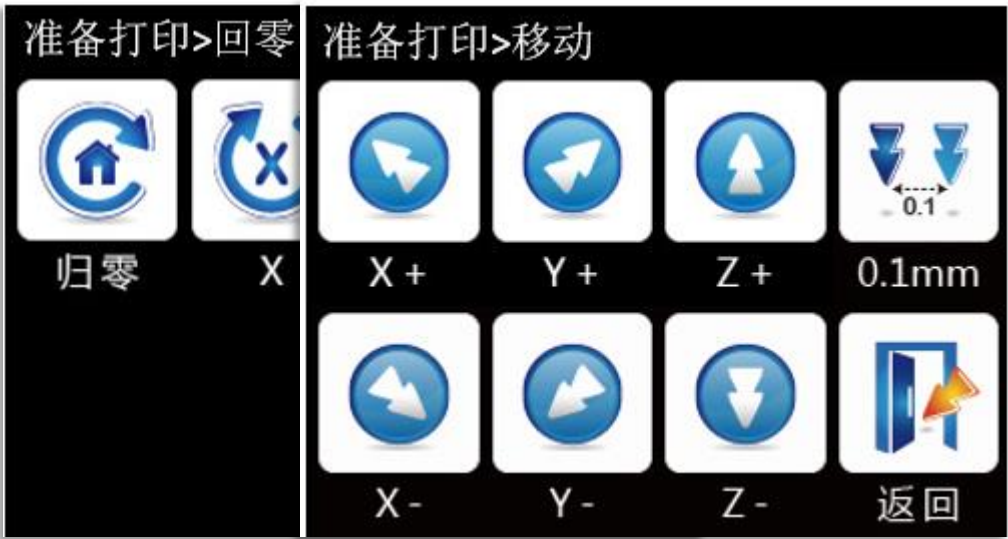 准备打印>回零
X
归零
X
准备打印>移动
0.1
X +
Y +
Z +
0.1mm
X -
Y -
Z -
返回